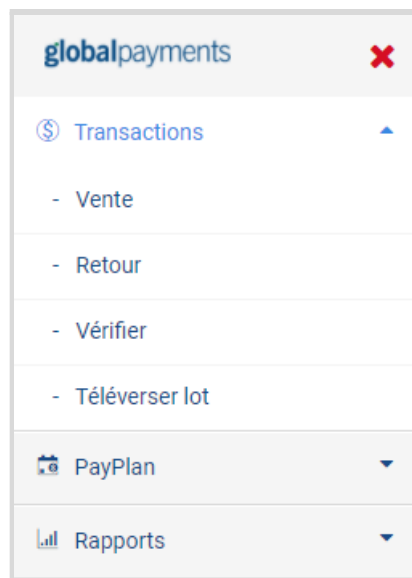 globalpayments
Transactions
- Vente
- Retour
- Vérifier
- Téléverser lot
PayPlan
Rapports